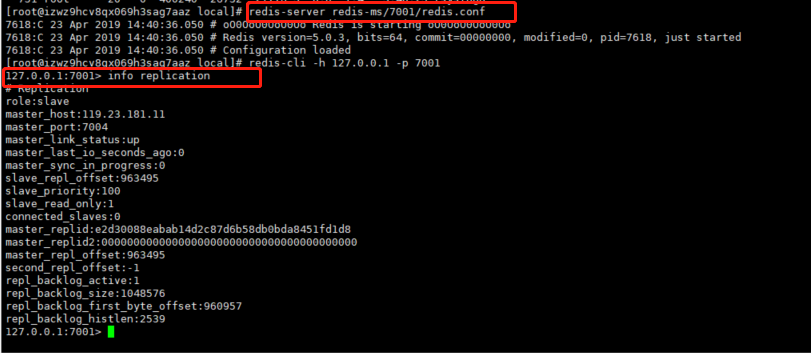 [root@izwz9hcv8qx069h3sag7aaz local]# redis-server redis-ms/7001/redis.conf
7618:C 23 Apr 2019 14:40:36.050 # oO0OoO0OoO0Oo Redis is starting oO0OoO0OoO0Oo
7618:C 23 Apr 2019 14:40:36.050 # Redis version=5.0.3, bits=64, commit=00000000, modified=0, pid=7618, just started
7618:C 23 Apr 2019 14:40:36.050 # Configuration loaded
[root@izwz9hcv8qx069h3sag7aaz local]# redis-cli -h 127.0.0.1 -p 7001
127.0.0.1:7001> info replication
# Replication
role:slave
master_host:119.23.181.11
master_port:7004
master_link_status:up
master_last_io_seconds_ago:0
master_sync_in_progress:0
slave_repl_offset:963495
slave_priority:100
slave_read_only:1
connected_slaves:0
master_replid:e2d30088eabab14d2c87d6b58db0bda8451fd1d8
master_replid2:0000000000000000000000000000000000000000
master_repl_offset:963495
second_repl_offset:-1
repl_backlog_active:1
repl_backlog_size:1048576
repl_backlog_first_byte_offset:960957
repl_backlog_histlen:2539
127.0.0.1:7001>